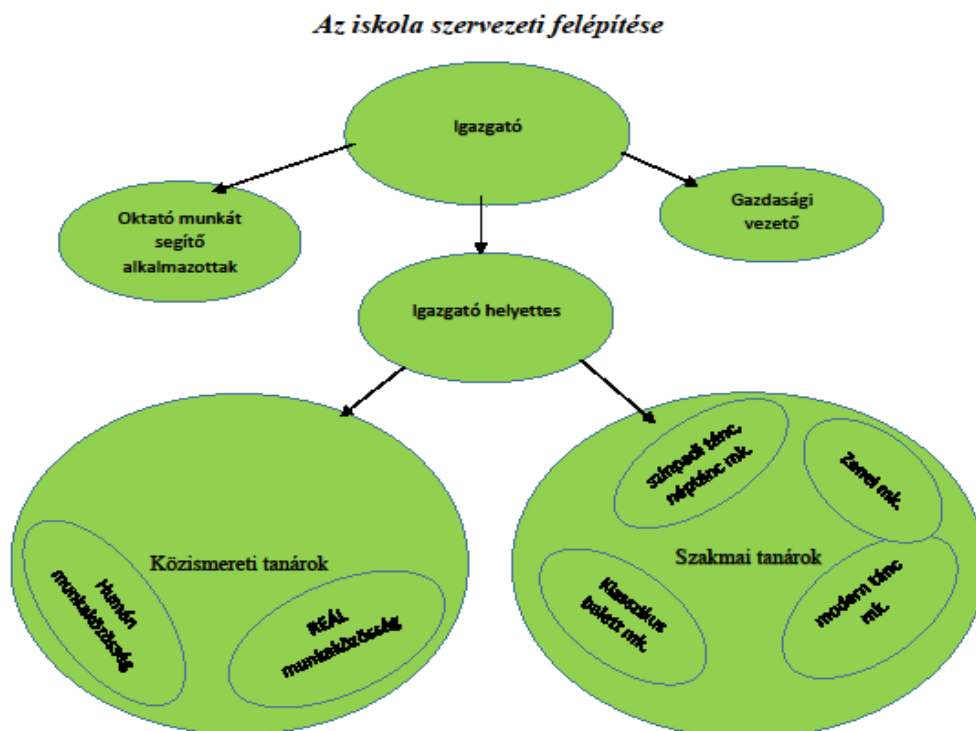 Az iskola szervezeti felépítése
Igazgató
Oktató munkát
segítő
alkalmazottak
Gazdasági
vezető
Igazgató helyettes
Közismereti tanárok
Humán
munkaközöség
REÁL
munkaközösség
Szakmai tanárok
színpadi tánc,
néptánc mk.
Zenei mk.
Klasszikus
balett mk.
modern tánc
mk.